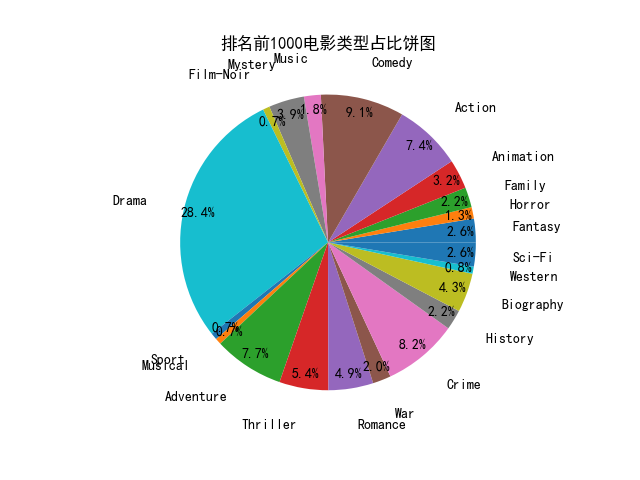 排名前1000电影类型占比饼图
Music
Comedy
Mystery
Film-Noir
Action
Animation
Family
Horror
Fantasy
Drama
Sci-Fi
Western
Biography
History
Crime
War
Romance
Thriller
Adventure
Musical
Sport
1.8%
9.1%
3.9%
0.7%
7.4%
3.2%
2.2%
1.3%
2.6%
28.4%
2.6%
0.8%
4.3%
2.2%
8.2%
2.0%
4.9%
5.4%
7.7%
0.7%
0.7%